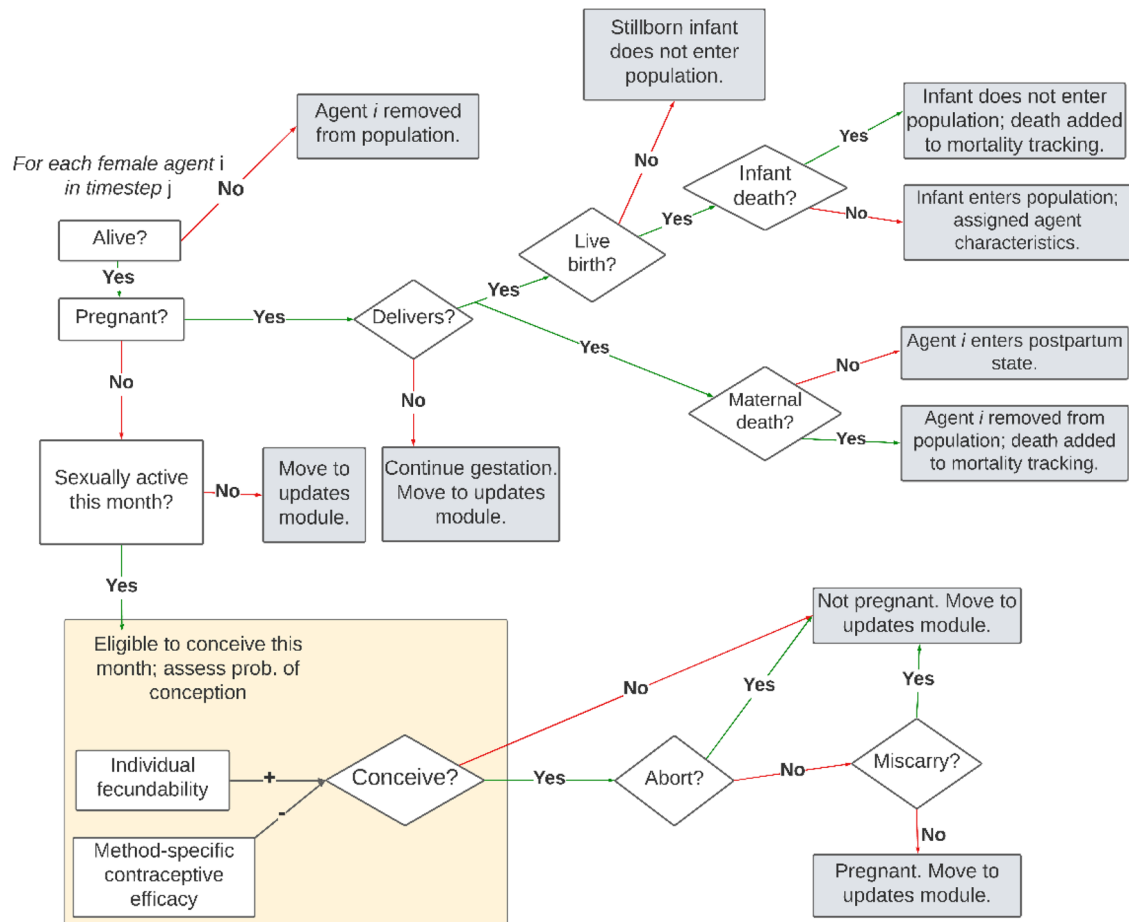 Stillborn infant
does not enter
population.
Agent i removed
from population.
Infant does not enter
population; death added
to mortality tracking.
Yes
For each female agent i
in timestep j
No
No
Infant
death?
Infant enters population;
assigned agent
characteristics.
No
Yes
Alive?
Live
birth?
Yes
Yes
Pregnant?
Yes
Delivers?
Yes
Agent i enters postpartum
state.
No
No
No
Maternal
death?
Yes
Agent i removed from
population; death added
to mortality tracking.
Sexually active
this month?
No
Move to
updates
module.
Continue gestation.
Move to updates
module.
Yes
Not pregnant. Move to
updates module.
Eligible to conceive this
month; assess prob. of
conception
No
Yes
Yes
Individual
fecundability
+
Conceive?
Yes
Abort?
No
Miscarry?
-
Method-specific
contraceptive
efficacy
No
Pregnant. Move to
updates module.